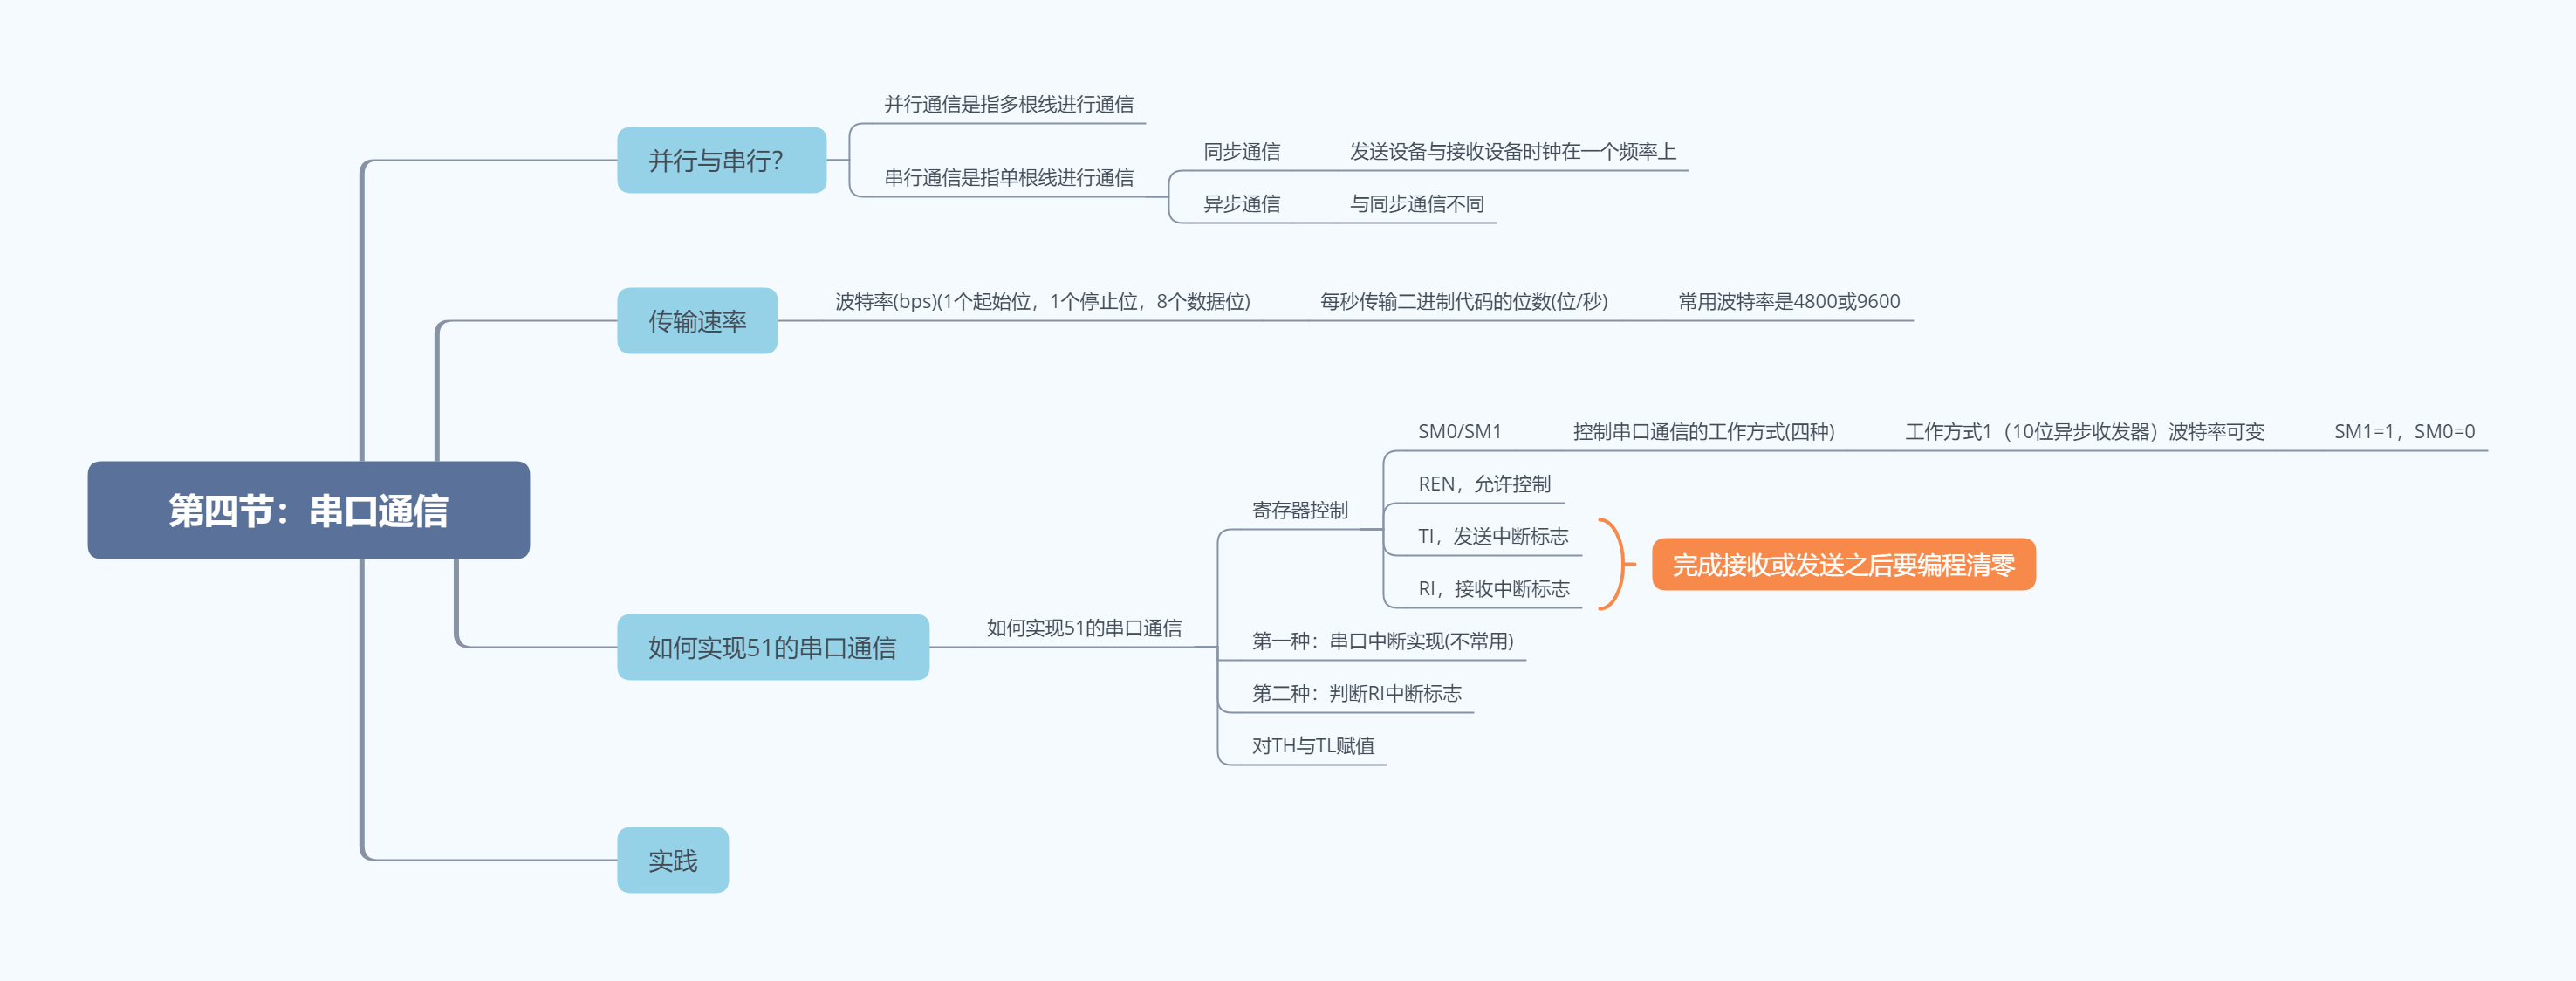 第四节：串口通信
并行与串行？
并行通信是指多根线进行通信
串行通信是指单根线进行通信
同步通信
发送设备与接收设备时钟在一个频率上
异步通信
与同步通信不同
传输速率
波特率(bps)(1个起始位，1个停止位，8个数据位)
每秒传输二进制代码的位数(位/秒)
常用波特率是4800或9600
如何实现51的串口通信
如何实现51的串口通信
寄存器控制
SM0/SM1
控制串口通信的工作方式(四种)
工作方式1（10位异步收发器）波特率可变
SM1=1，SM0=0
REN，允许控制
TI，发送中断标志
RI，接收中断标志
完成接收或发送之后要编程清零
第一种：串口中断实现(不常用)
第二种：判断RI中断标志
对TH与TL赋值
实践